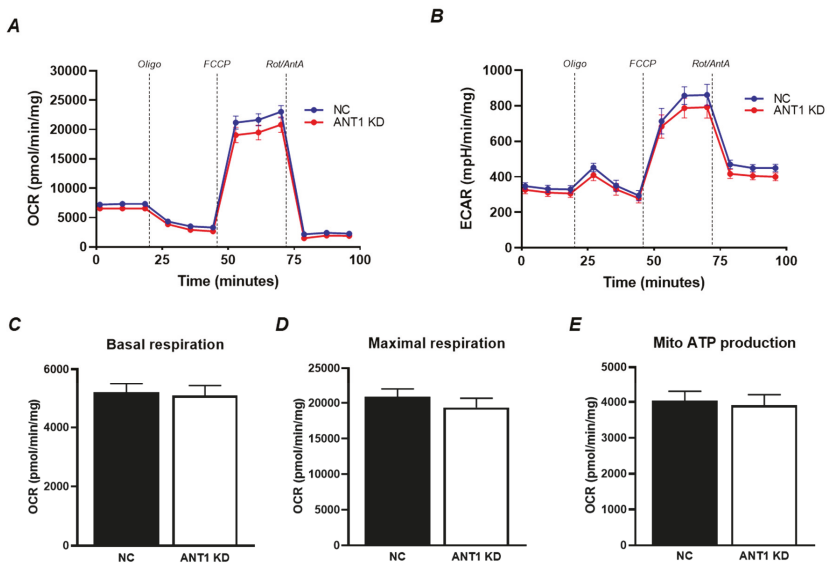 A
Oligo FCCP Rot/AntA
30000
25000
20000
15000
10000
5000
0
0 25 50 75 100
OCR (pmol/min/mg)
Time (minutes)
NC
ANT1 KD
B
Oligo FCCP Rot/AntA
1000
800
600
400
200
0
0 25 50 75 100
ECAR (mpH/min/mg)
Time (minutes)
NC
ANT1 KD
C
Basal respiration
6000
4000
2000
0
OCR (pmol/min/mg)
NC ANT1 KD
D
Maximal respiration
25000
20000
15000
10000
5000
0
OCR (pmol/min/mg)
NC ANT1 KD
E
Mito ATP production
5000
4000
3000
2000
1000
0
OCR (pmol/min/mg)
NC ANT1 KD